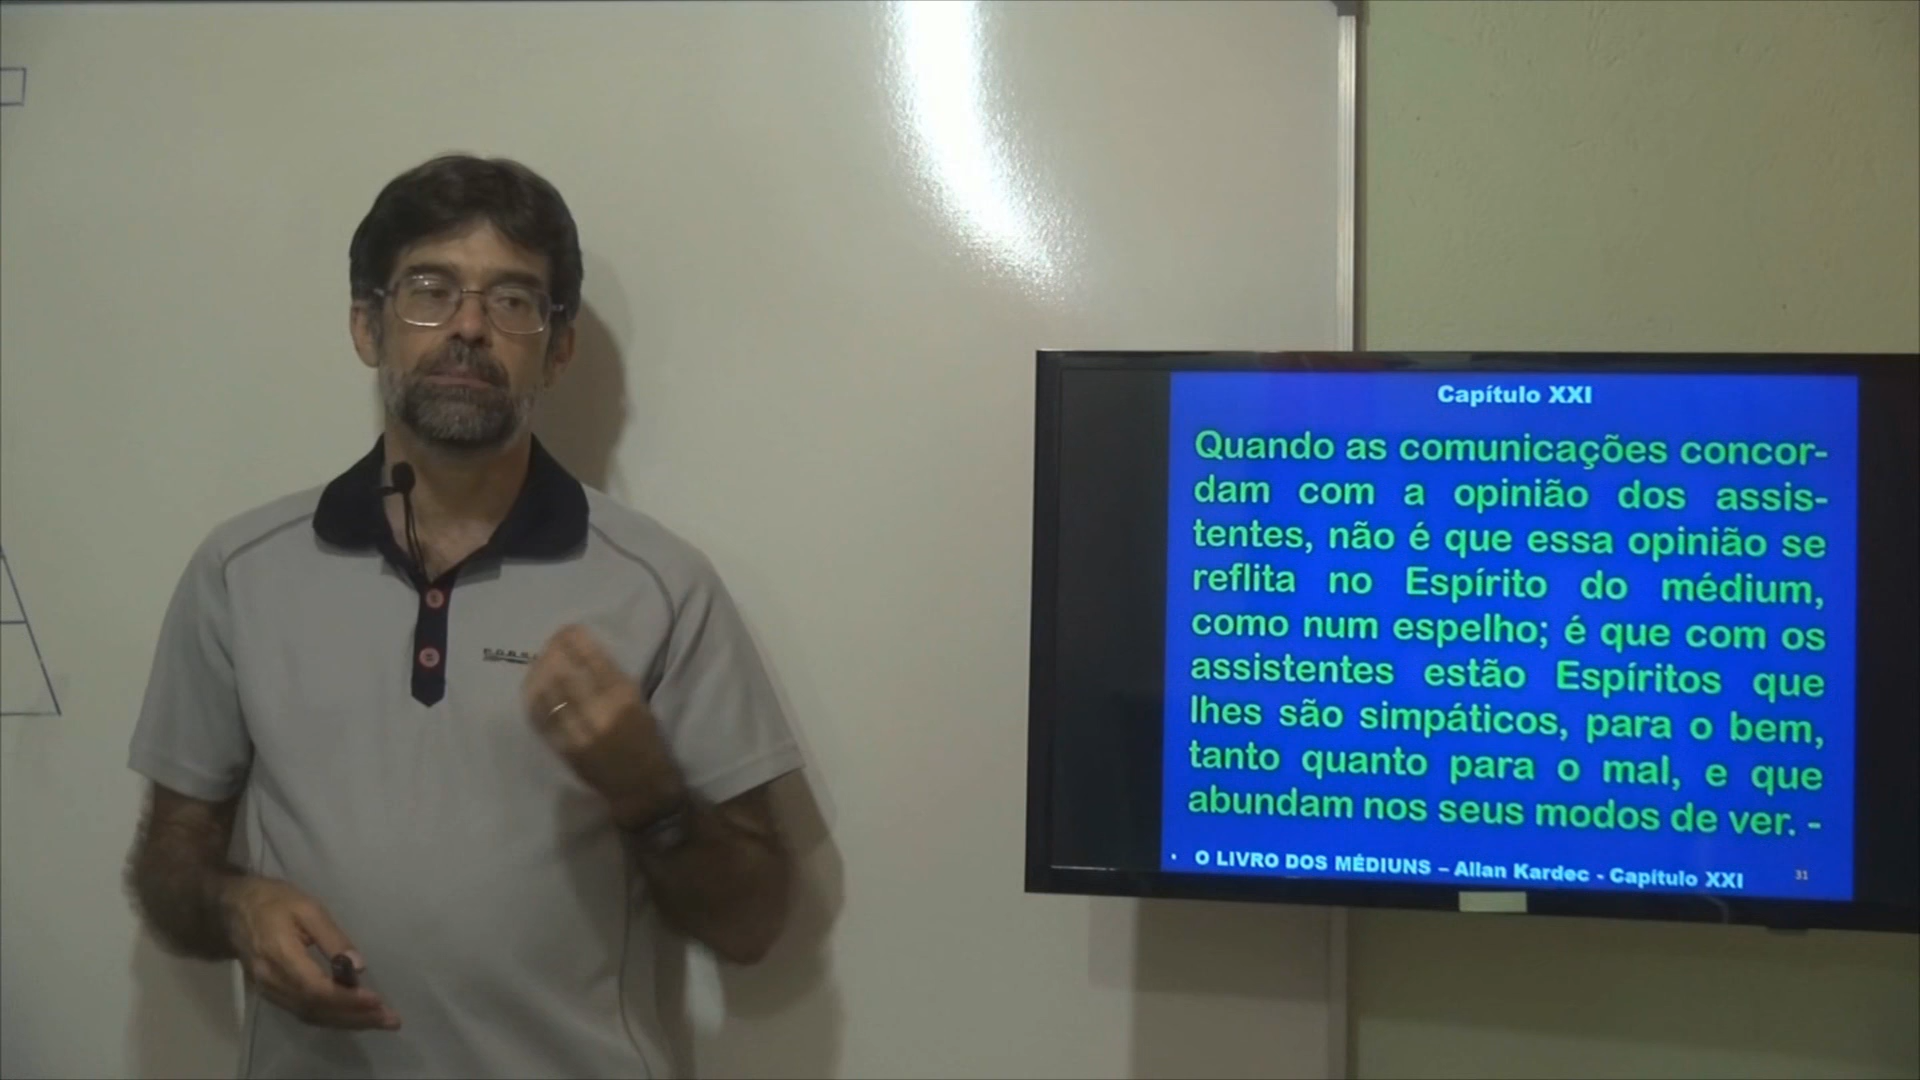 Capítulo XXI
Quando as comunicações concor-
dam com a opinião dos assis-
tentes, não é que essa opinião se
reflita no Espírito do médium,
como num espelho; é que com os
assistentes estão Espíritos que
lhes são simpáticos, para o bem,
tanto quanto para o mal, e que
abundam nos seus modos de ver. -
• O LIVRO DOS MÉDIUNS – Allan Kardec - Capítulo XXI
31